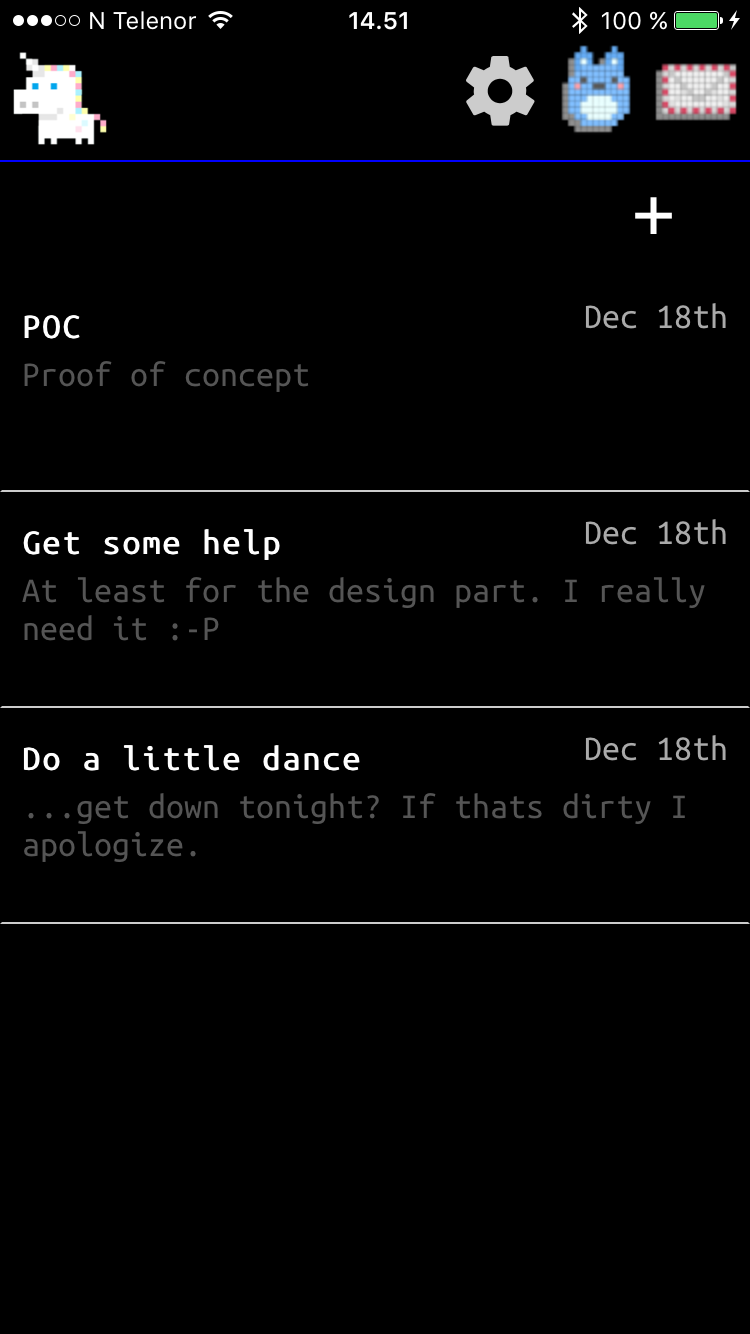 N Telenor 14.51 100 %
POC Dec 18th
Proof of concept
Get some help Dec 18th
At least for the design part. I really
need it :-P
Do a little dance Dec 18th
...get down tonight? If thats dirty I
apologize.